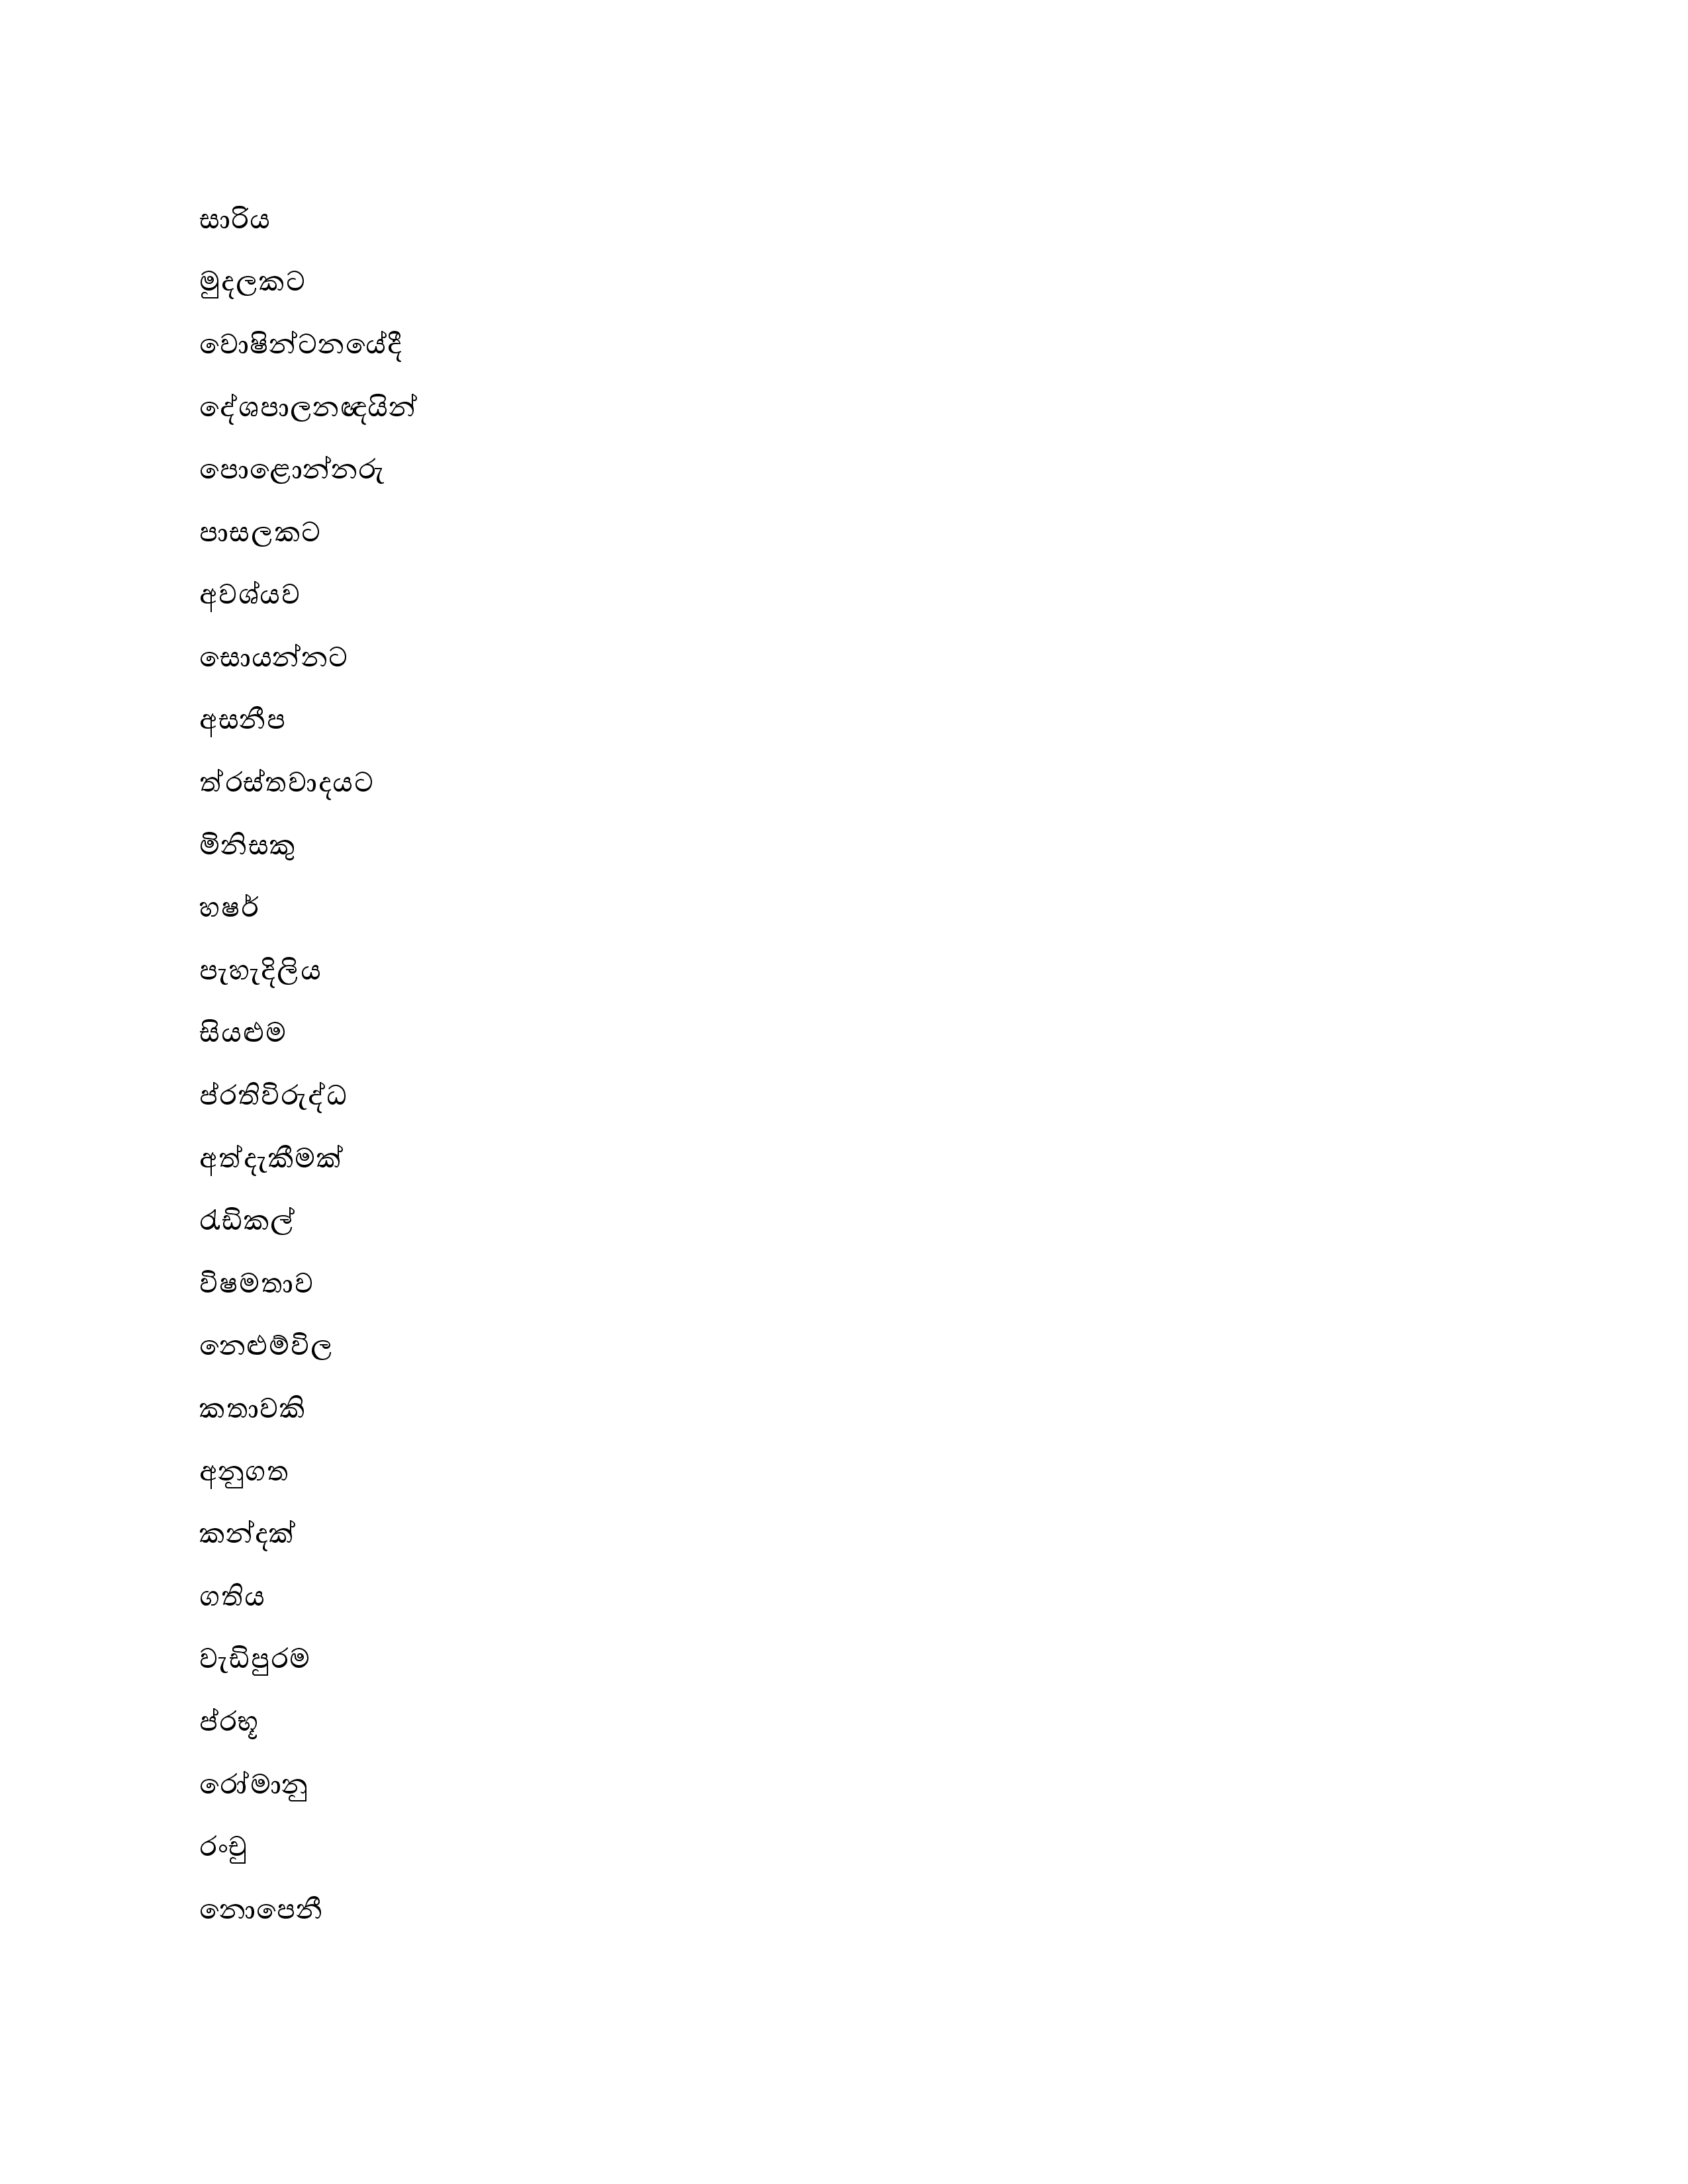 සාරිය
මුදලකට
වොෂින්ටනයේදී
දේශපාලනඥයින්
පොළොන්නරු
පාසලකට
අවශ්යව
සොයන්නට
අසනීප
ත්රස්තවාදයට
මිනිසකු
හෂර්
පැහැදිලිය
සියළුම
ප්රතිවිරුද්ධ
අත්දැකීමක්
රැඩිකල්
විෂමතාව
නෙළුම්විල
කතාවකි
අනුගත
කන්දක්
ගතිය
වැඩිපුරම
ප්රභූ
රෝමානු
රංචු
නොපෙනී